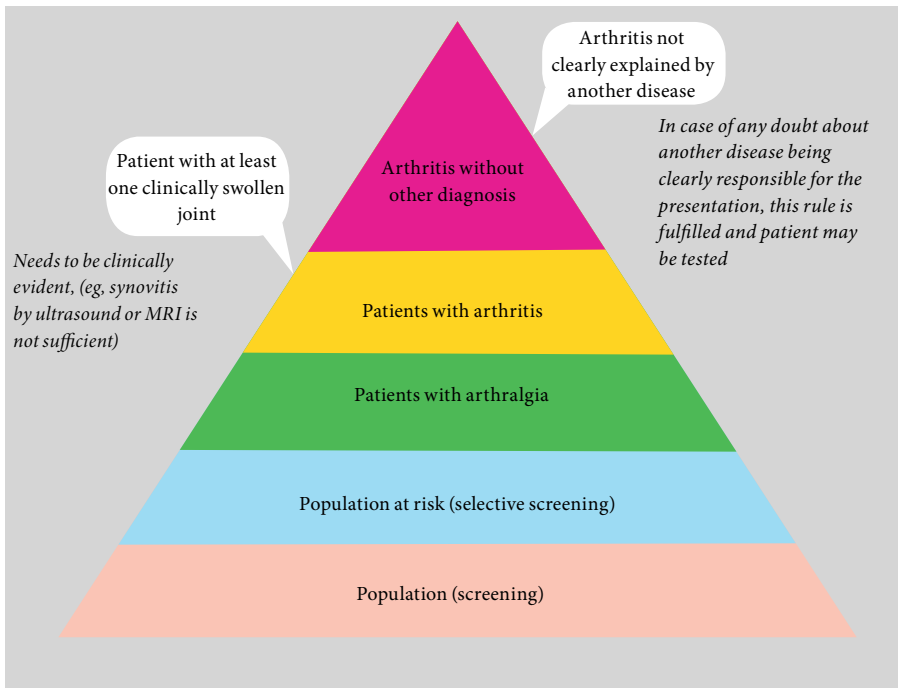 Arthritis not
clearly explained by
another disease
In case of any doubt about
another disease being
clearly responsible for the
presentation, this rule is
fulfilled and patient may
be tested
Patient with at least
one clinically swollen
joint
Needs to be clinically
evident, (eg, synovitis
by ultrasound or MRI is
not sufficient)
Arthritis without
other diagnosis
Patients with arthritis
Patients with arthralgia
Population at risk (selective screening)
Population (screening)